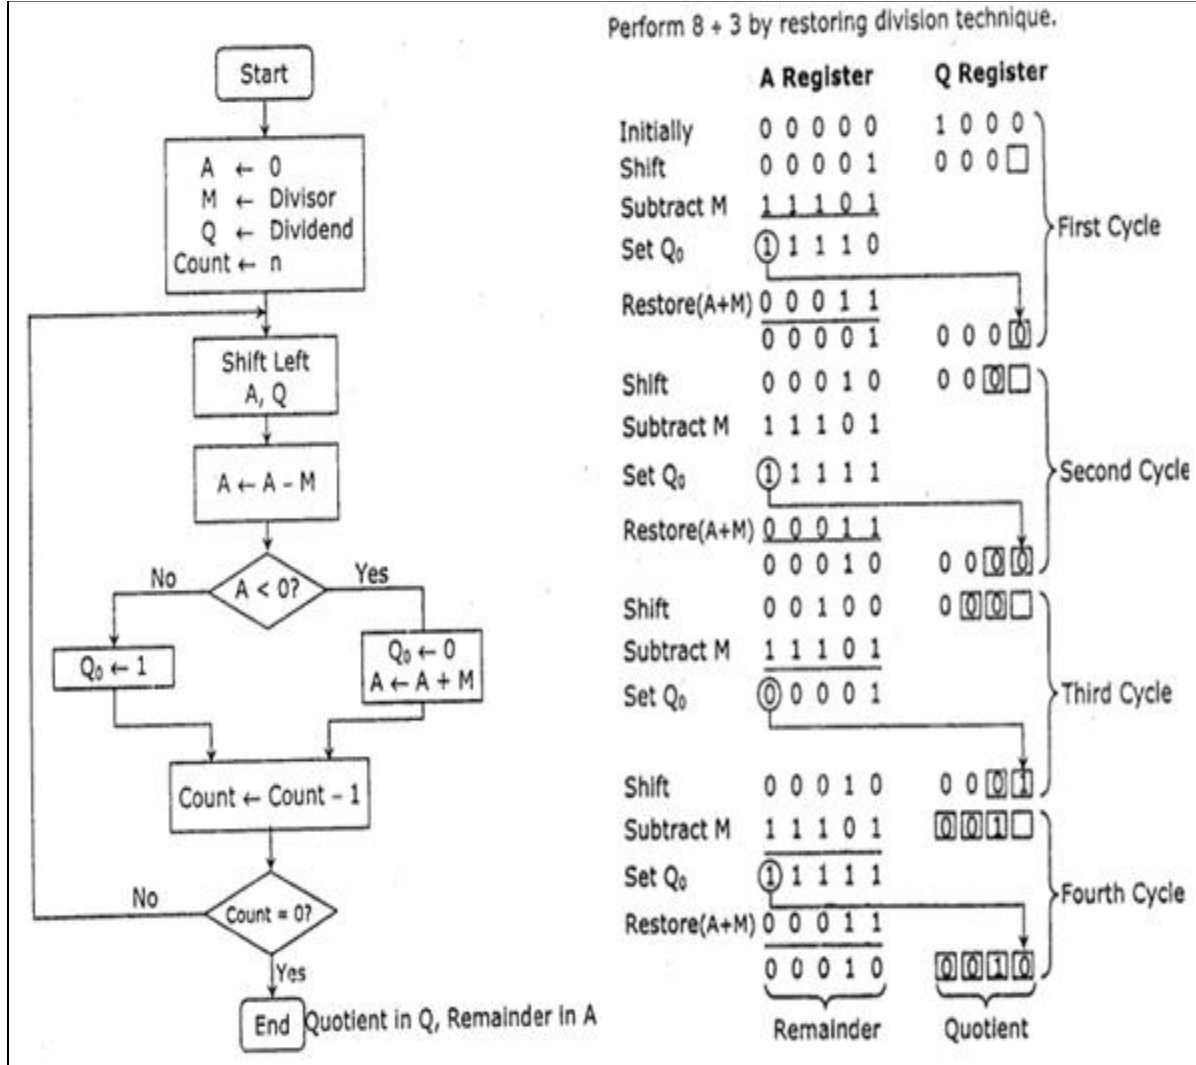 Start
A ← 0
M ← Divisor
Q ← Dividend
Count ← n
Shift Left
A, Q
A ← A – M
A < 0?
No
Yes
Q₀ ← 1
Q₀ ← 0
A ← A + M
Count ← Count – 1
Count = 0?
No
Yes
End
Quotient in Q, Remainder in A
Perform 8 ÷ 3 by restoring division technique.
A Register Q Register
Initially 0 0 0 0 0 1 0 0 0
Shift 0 0 0 0 1 0 0 0
Subtract M 1 1 1 0 1
Set Q₀ 1 1 1 1 0
First Cycle
Restore(A+M) 0 0 0 1 1
0 0 0 0 1 0 0 0 0
Shift 0 0 0 1 0 0 0 0
Subtract M 1 1 1 0 1
Set Q₀ 1 1 1 1 1
Second Cycle
Restore(A+M) 0 0 0 1 1
0 0 0 1 0 0 0 0 0
Shift 0 0 1 0 0 0 0 0
Subtract M 1 1 1 0 1
Set Q₀ 0 0 0 0 1
Third Cycle
Shift 0 0 0 1 0 0 0 0 1
Subtract M 1 1 1 0 1 0 0 1
Set Q₀ 1 1 1 1 1
Fourth Cycle
Restore(A+M) 0 0 0 1 1
0 0 0 1 0 0 0 1 0
Remainder Quotient